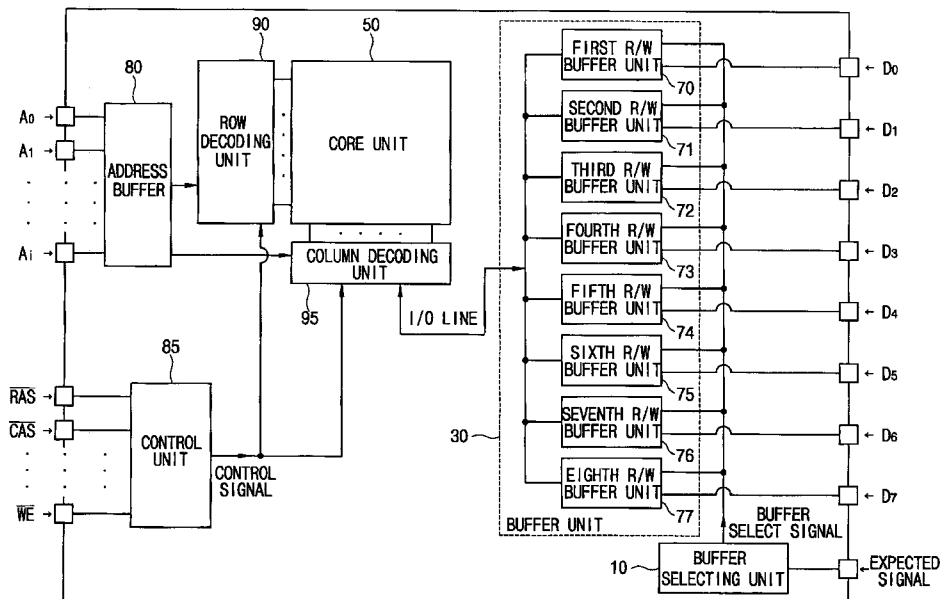 90
50
80
A0
A1
Ai
ADDRESS
BUFFER
ROW
DECODING
UNIT
CORE UNIT
COLUMN DECODING
UNIT
95
I/O LINE
85
RAS
CAS
WE
CONTROL
UNIT
CONTROL
SIGNAL
FIRST R/W
BUFFER UNIT
70
D0
SECOND R/W
BUFFER UNIT
71
D1
THIRD R/W
BUFFER UNIT
72
D2
FOURTH R/W
BUFFER UNIT
73
D3
FIFTH R/W
BUFFER UNIT
74
D4
SIXTH R/W
BUFFER UNIT
75
D5
SEVENTH R/W
BUFFER UNIT
76
D6
EIGHTH R/W
BUFFER UNIT
77
D7
30
BUFFER UNIT
BUFFER
SELECT SIGNAL
10
BUFFER
SELECTING UNIT
EXPECTED
SIGNAL